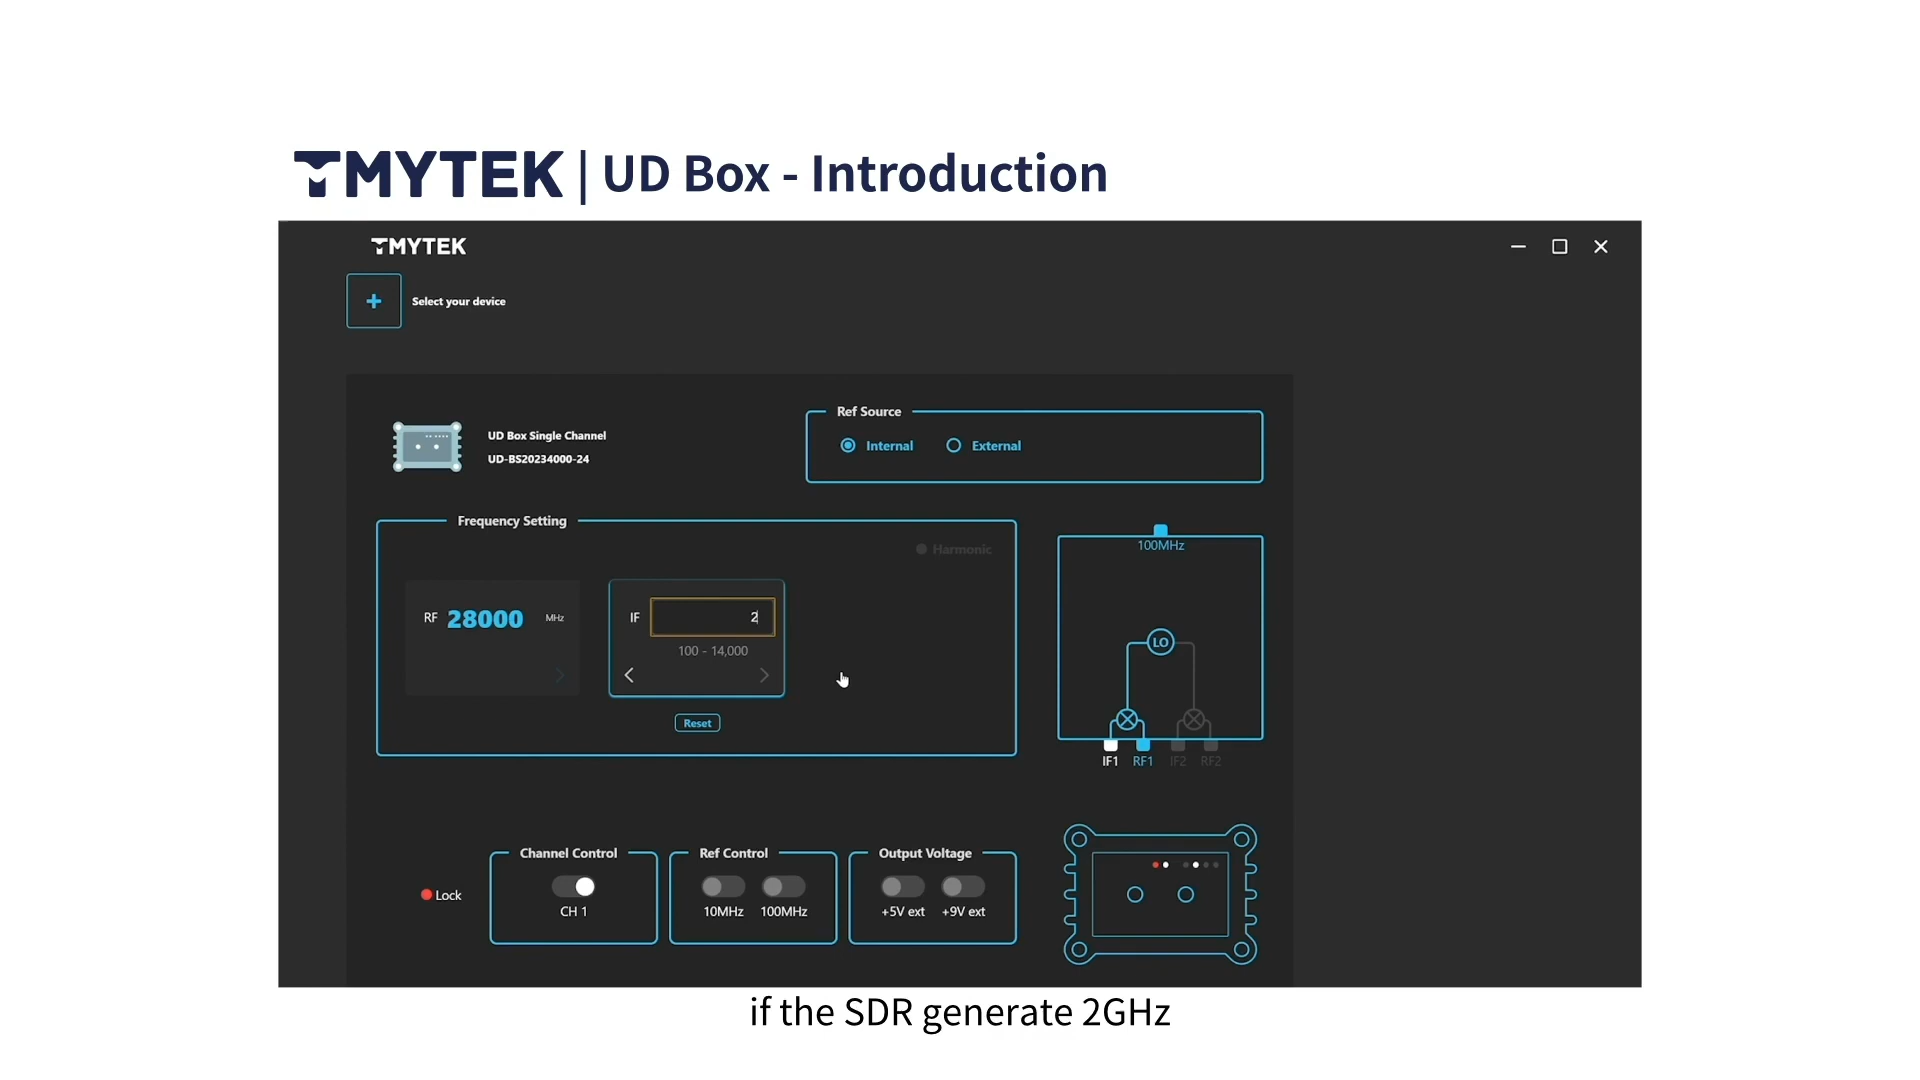 TMYTEK | UD Box - Introduction
TMYTEK
Select your device
UD Box Single Channel
UD-BS20234000-24
Ref Source
Internal
External
Frequency Setting
Harmonic
RF 28000 MHz
IF 2
100 - 14,000
Reset
100MHz
LO
IF1 RF1 IF2 RF2
Lock
Channel Control
CH 1
Ref Control
10MHz 100MHz
Output Voltage
+5V ext +9V ext
if the SDR generate 2GHz